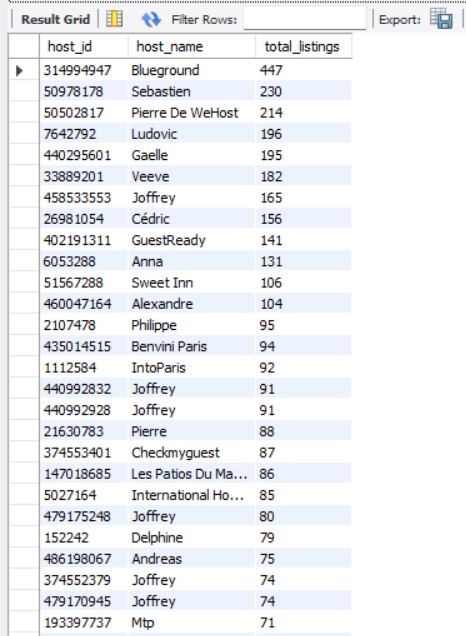 Result Grid Filter Rows: Export:
host_id host_name total_listings
314994947 Blueground 447
50978178 Sebastien 230
50502817 Pierre De WeHost 214
7642792 Ludovic 196
440295601 Gaelle 195
33889201 Veeve 182
458533553 Joffrey 165
26981054 Cédric 156
402191311 GuestReady 141
6053288 Anna 131
51567288 Sweet Inn 106
460047164 Alexandre 104
2107478 Philippe 95
435014515 Benvini Paris 94
1112584 IntoParis 92
440992832 Joffrey 91
440992928 Joffrey 91
21630783 Pierre 88
374553401 Checkmyguest 87
147018685 Les Patios Du Ma... 86
5027164 International Ho... 85
479175248 Joffrey 80
152242 Delphine 79
486198067 Andreas 75
374552379 Joffrey 74
479170945 Joffrey 74
193397737 Mtp 71